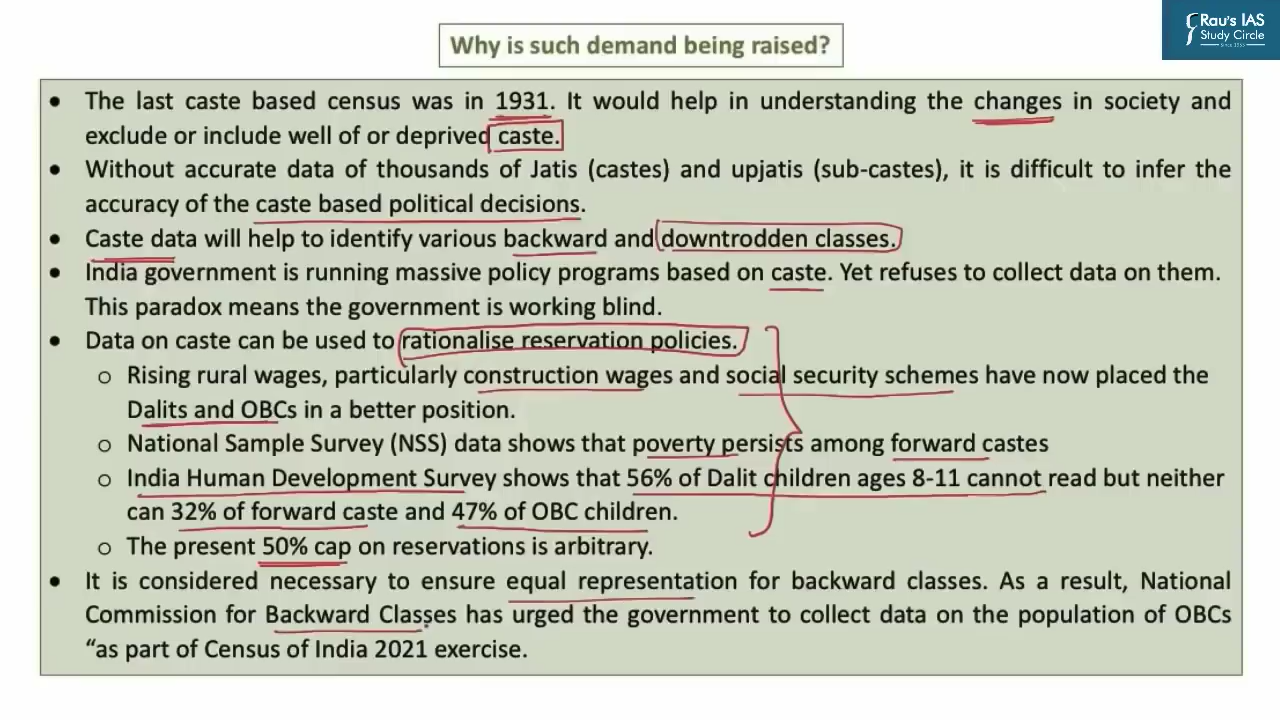 Rau's IAS
Study Circle
Since 1953
Why is such demand being raised?
• The last caste based census was in 1931. It would help in understanding the changes in society and
exclude or include well of or deprived caste.
• Without accurate data of thousands of Jatis (castes) and upjatis (sub-castes), it is difficult to infer the
accuracy of the caste based political decisions.
• Caste data will help to identify various backward and downtrodden classes.
• India government is running massive policy programs based on caste. Yet refuses to collect data on them.
This paradox means the government is working blind.
• Data on caste can be used to rationalise reservation policies.
o Rising rural wages, particularly construction wages and social security schemes have now placed the
Dalits and OBCs in a better position.
o National Sample Survey (NSS) data shows that poverty persists among forward castes
o India Human Development Survey shows that 56% of Dalit children ages 8-11 cannot read but neither
can 32% of forward caste and 47% of OBC children.
o The present 50% cap on reservations is arbitrary.
• It is considered necessary to ensure equal representation for backward classes. As a result, National
Commission for Backward Classes has urged the government to collect data on the population of OBCs
“as part of Census of India 2021 exercise.